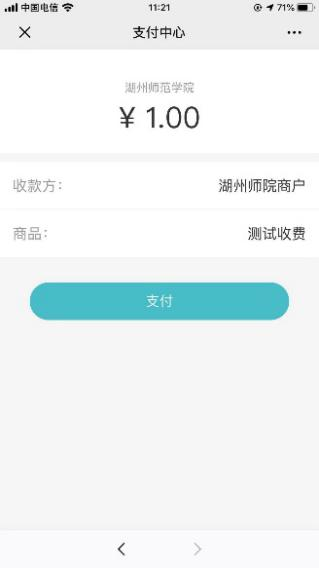 中国电信 11:21 71%
支付中心
湖州师范学院
¥ 1.00
收款方： 湖州师院商户
商品： 测试收费
支付